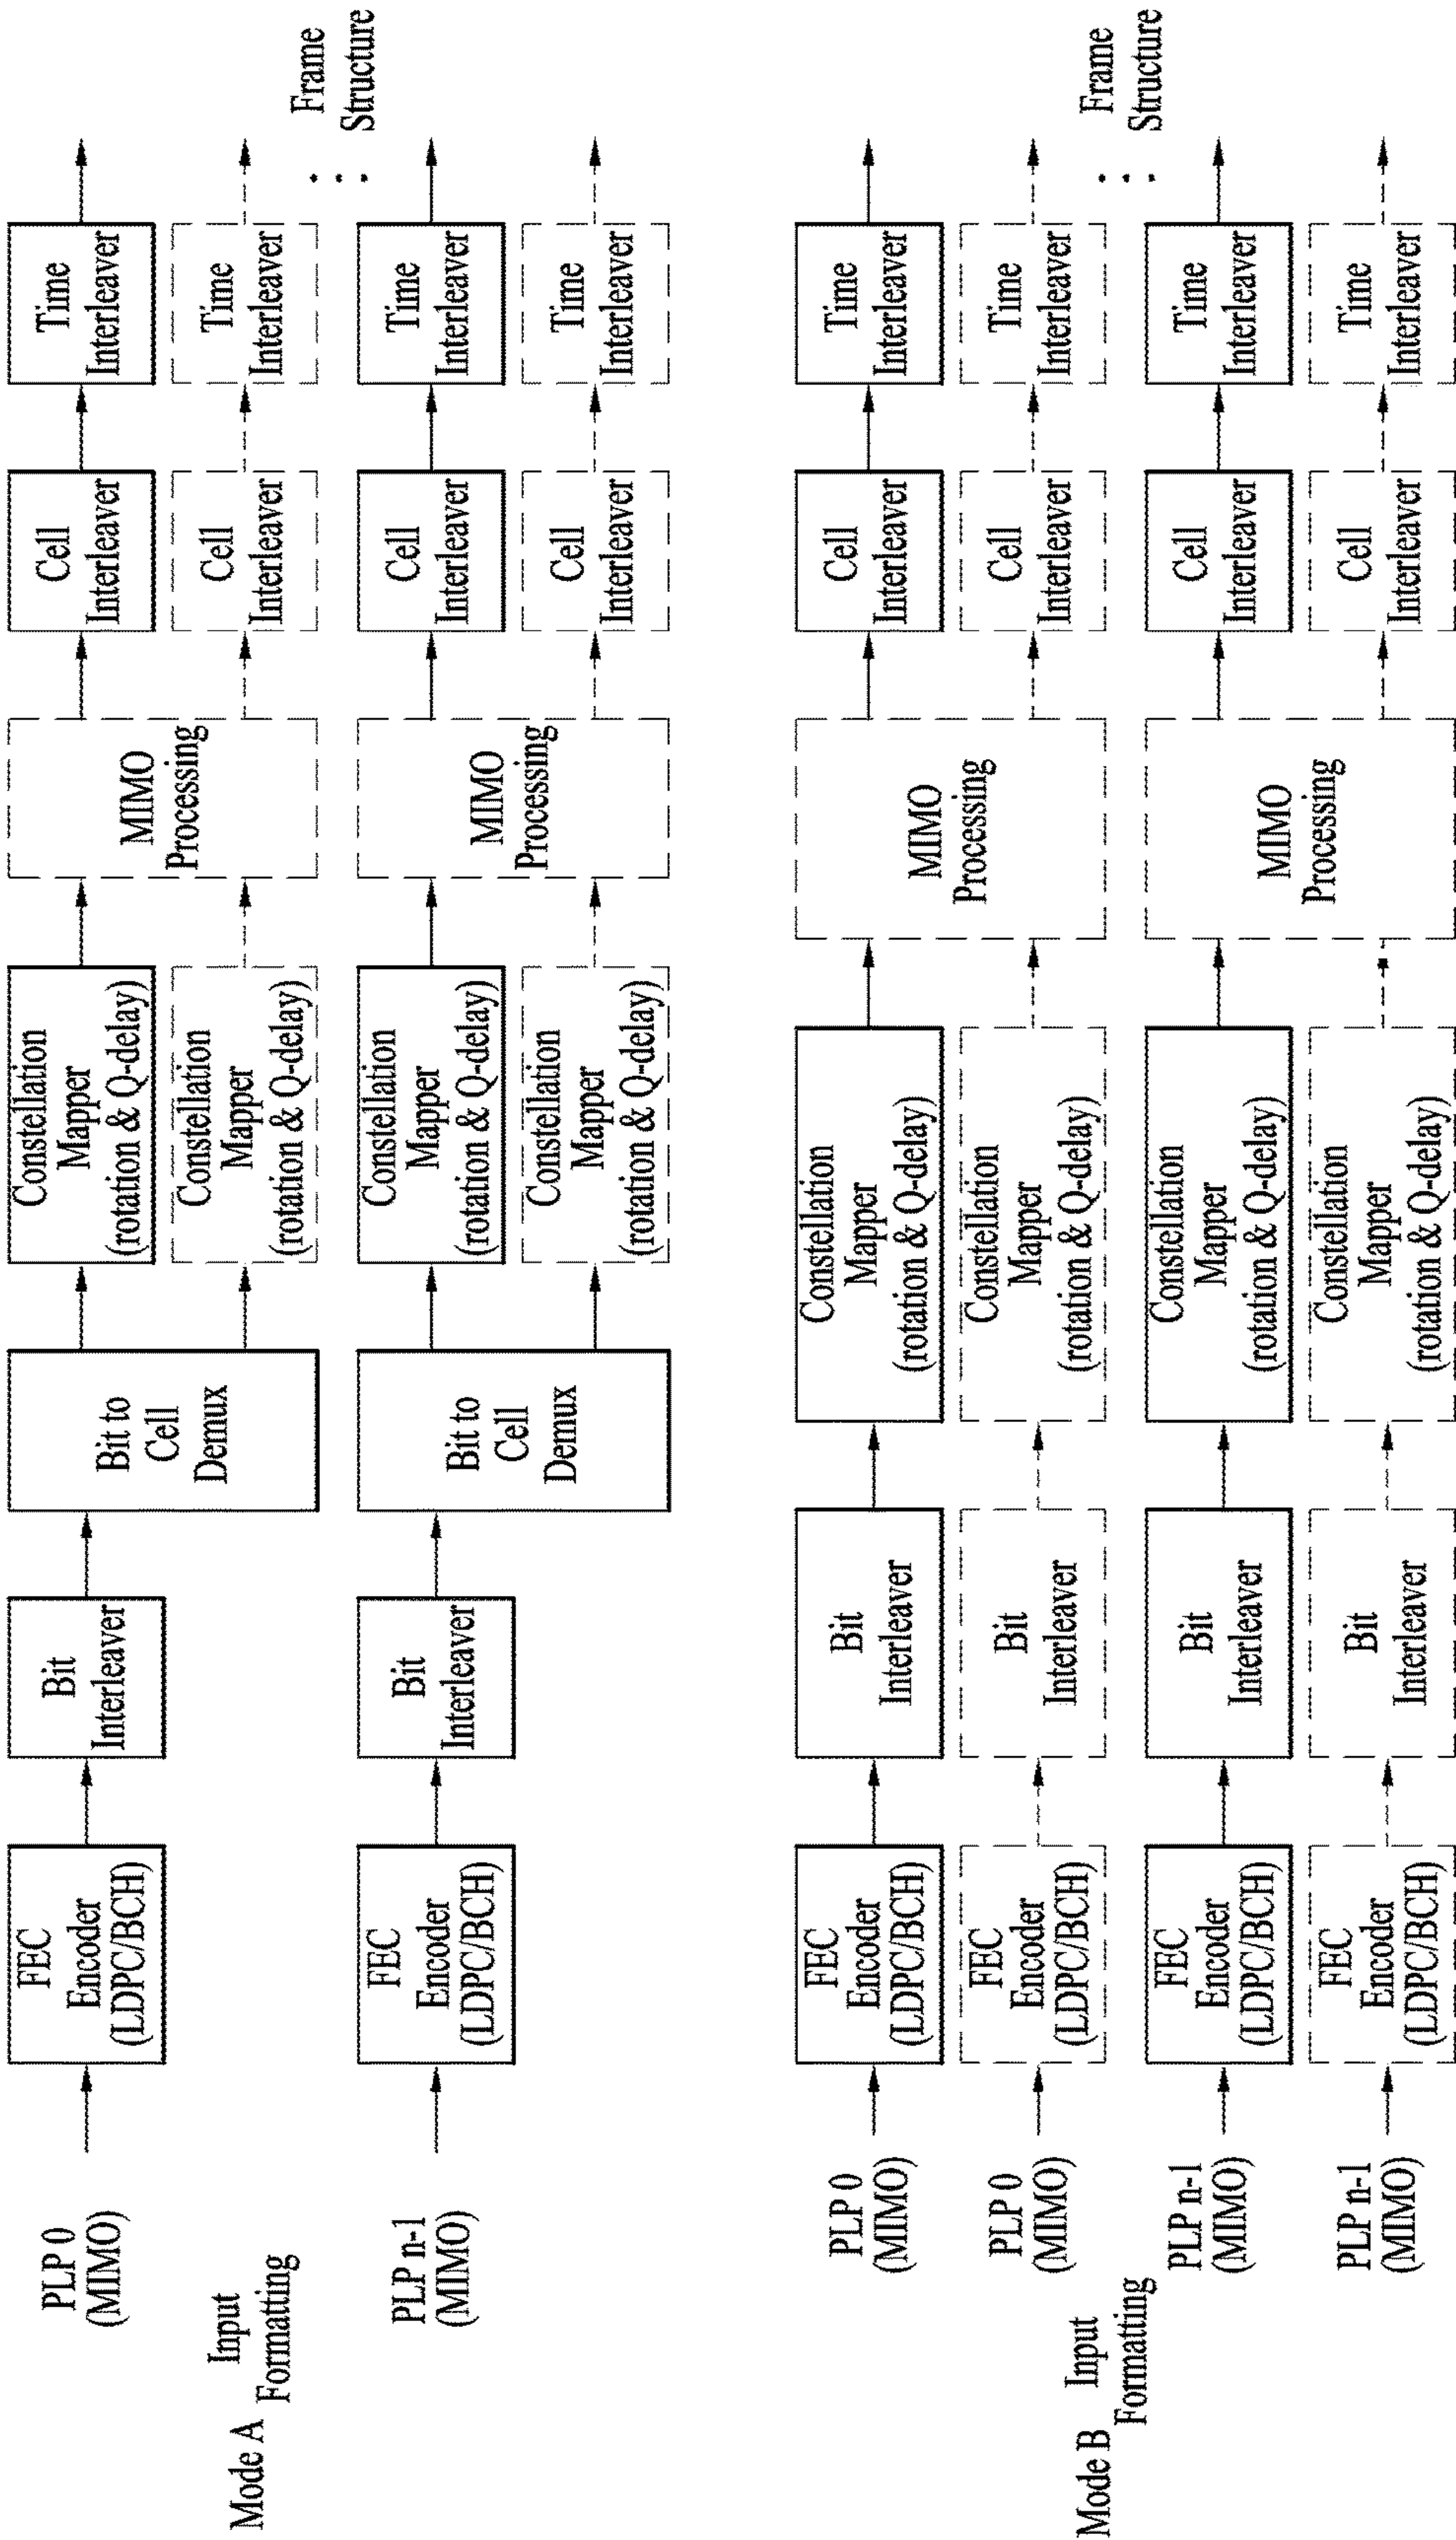 Mode A
Input
Formatting
PLP 0
(MIMO)
FEC
Encoder
(LDPC/BCH)
Bit
Interleaver
Bit to
Cell
Demux
Constellation
Mapper
(rotation & Q-delay)
Constellation
Mapper
(rotation & Q-delay)
MIMO
Processing
Cell
Interleaver
Cell
Interleaver
Time
Interleaver
Time
Interleaver
PLP n-1
(MIMO)
FEC
Encoder
(LDPC/BCH)
Bit
Interleaver
Bit to
Cell
Demux
Constellation
Mapper
(rotation & Q-delay)
Constellation
Mapper
(rotation & Q-delay)
MIMO
Processing
Cell
Interleaver
Cell
Interleaver
Time
Interleaver
Time
Interleaver
Frame
Structure
Mode B
Input
Formatting
PLP 0
(MIMO)
FEC
Encoder
(LDPC/BCH)
Bit
Interleaver
Constellation
Mapper
(rotation & Q-delay)
MIMO
Processing
Cell
Interleaver
Time
Interleaver
PLP 0
(MIMO)
FEC
Encoder
(LDPC/BCH)
Bit
Interleaver
Constellation
Mapper
(rotation & Q-delay)
Cell
Interleaver
Time
Interleaver
PLP n-1
(MIMO)
FEC
Encoder
(LDPC/BCH)
Bit
Interleaver
Constellation
Mapper
(rotation & Q-delay)
MIMO
Processing
Cell
Interleaver
Time
Interleaver
PLP n-1
(MIMO)
FEC
Encoder
(LDPC/BCH)
Bit
Interleaver
Constellation
Mapper
(rotation & Q-delay)
Cell
Interleaver
Time
Interleaver
Frame
Structure